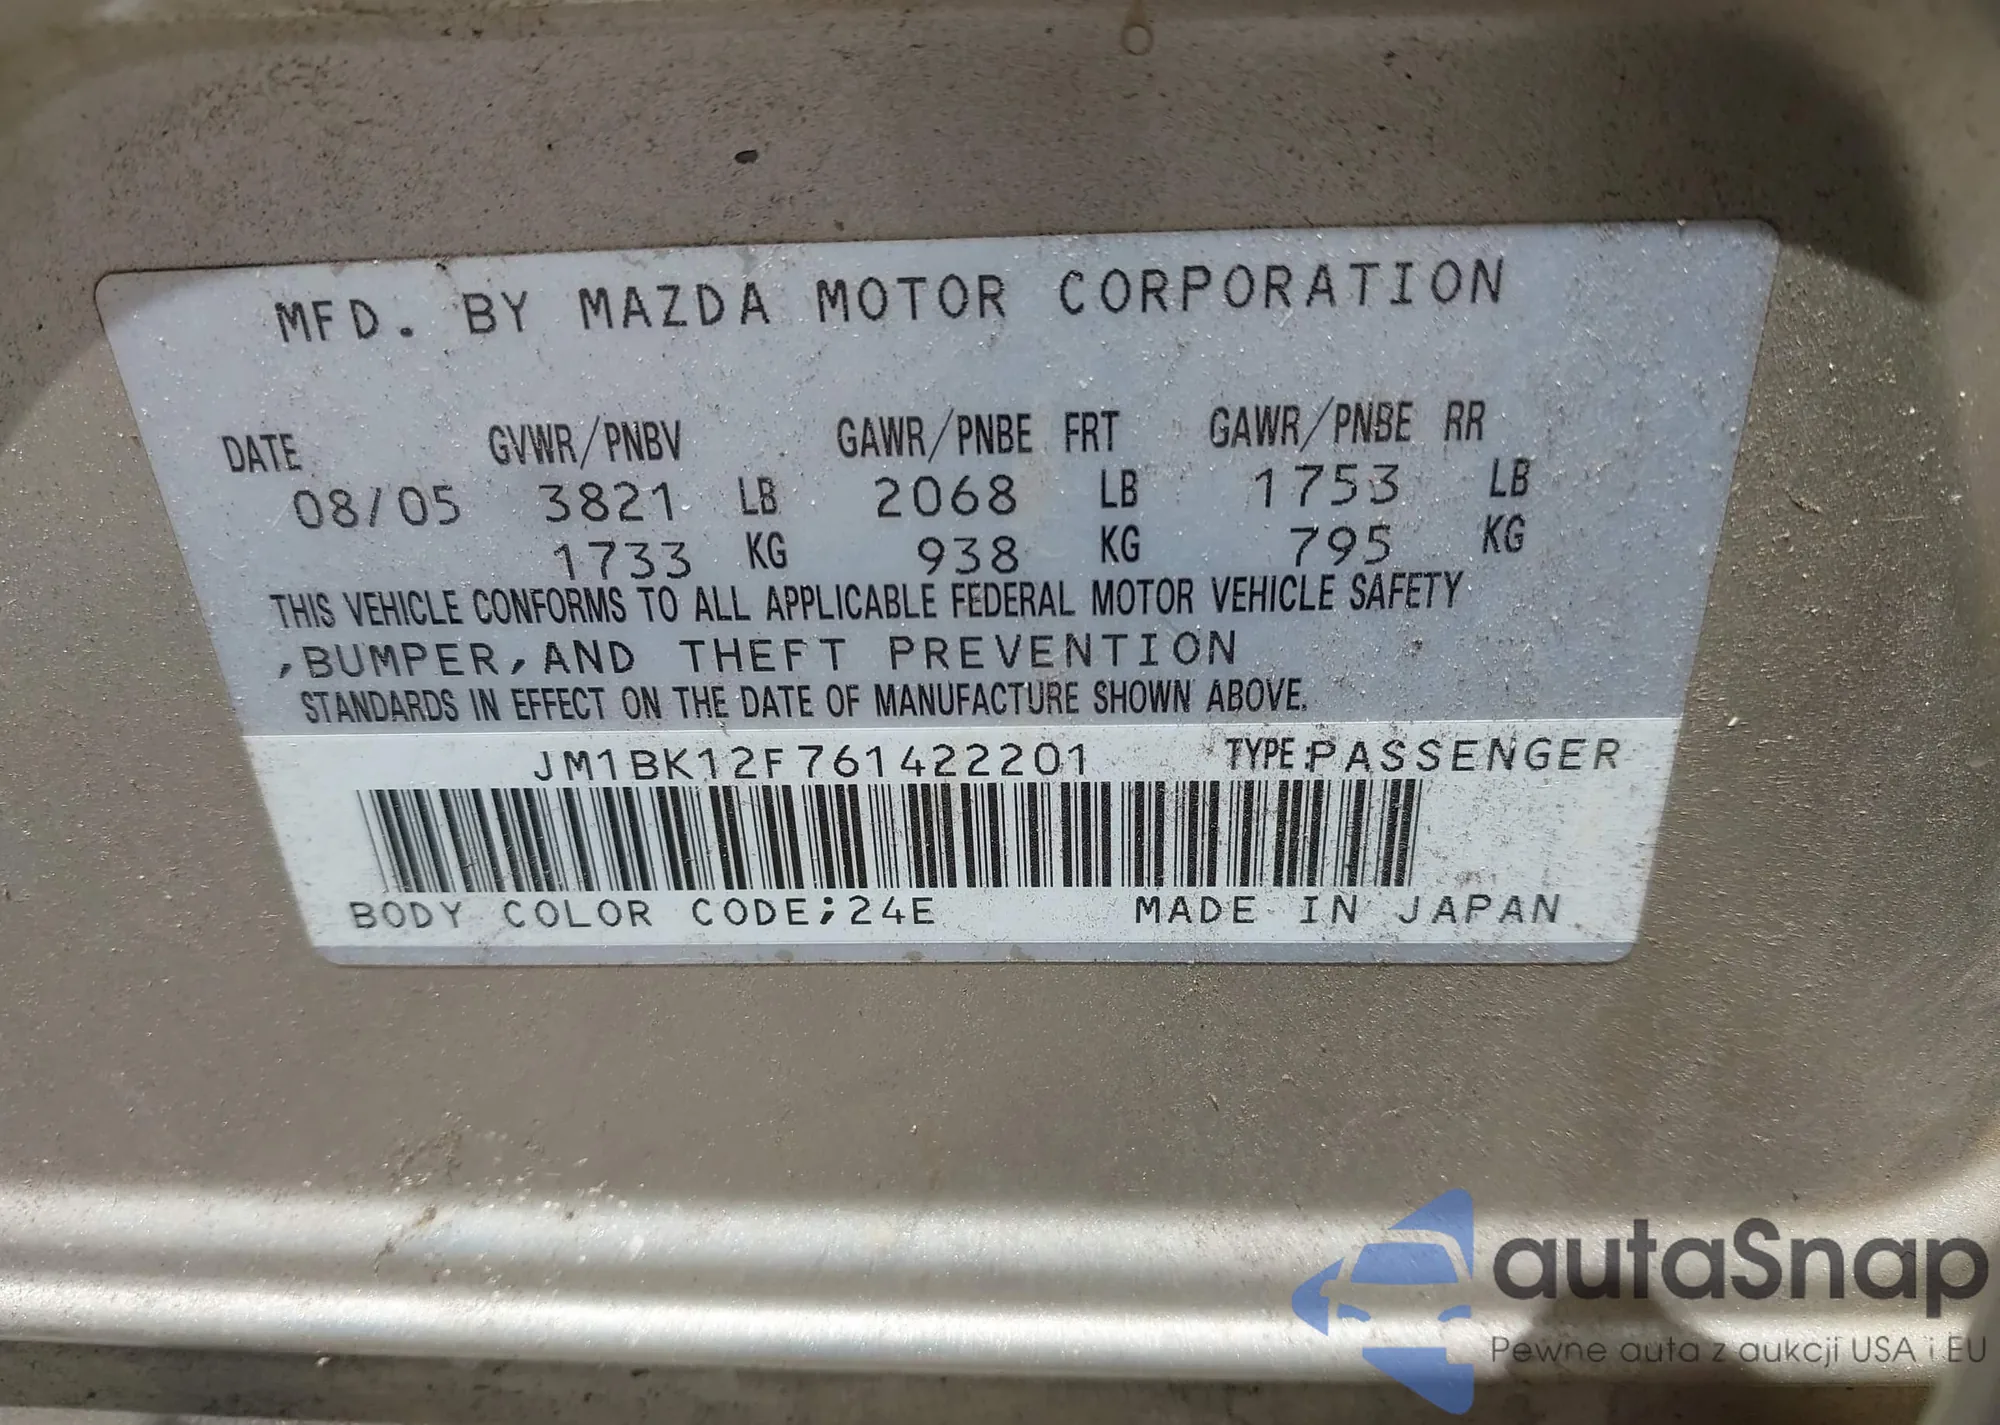 MFD. BY MAZDA MOTOR CORPORATION
DATE GVWR/PNBV GAWR/PNBE FRT GAWR/PNBE RR
08/05 3821 LB 2068 LB 1753 LB
1733 KG 938 KG 795 KG
THIS VEHICLE CONFORMS TO ALL APPLICABLE FEDERAL MOTOR VEHICLE SAFETY
,BUMPER,AND THEFT PREVENTION
STANDARDS IN EFFECT ON THE DATE OF MANUFACTURE SHOWN ABOVE.
JM1BK12F761422201 TYPE:PASSENGER
BODY COLOR CODE;24E MADE IN JAPAN
autaSnap
Pewne auta z aukcji USA i EU